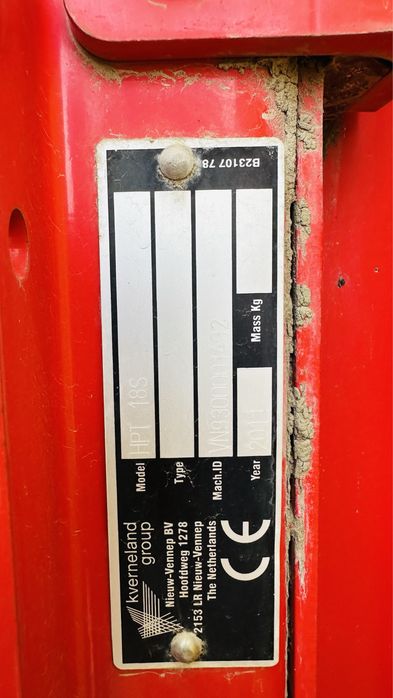 kverneland
group
Nieuw-Vennep BV
Hoofdweg 1278
2153 LR Nieuw-Vennep
The Netherlands
CE
Model HPT 18S
Type
Mach.ID
Year 2011 Mass Kg
B23107 78